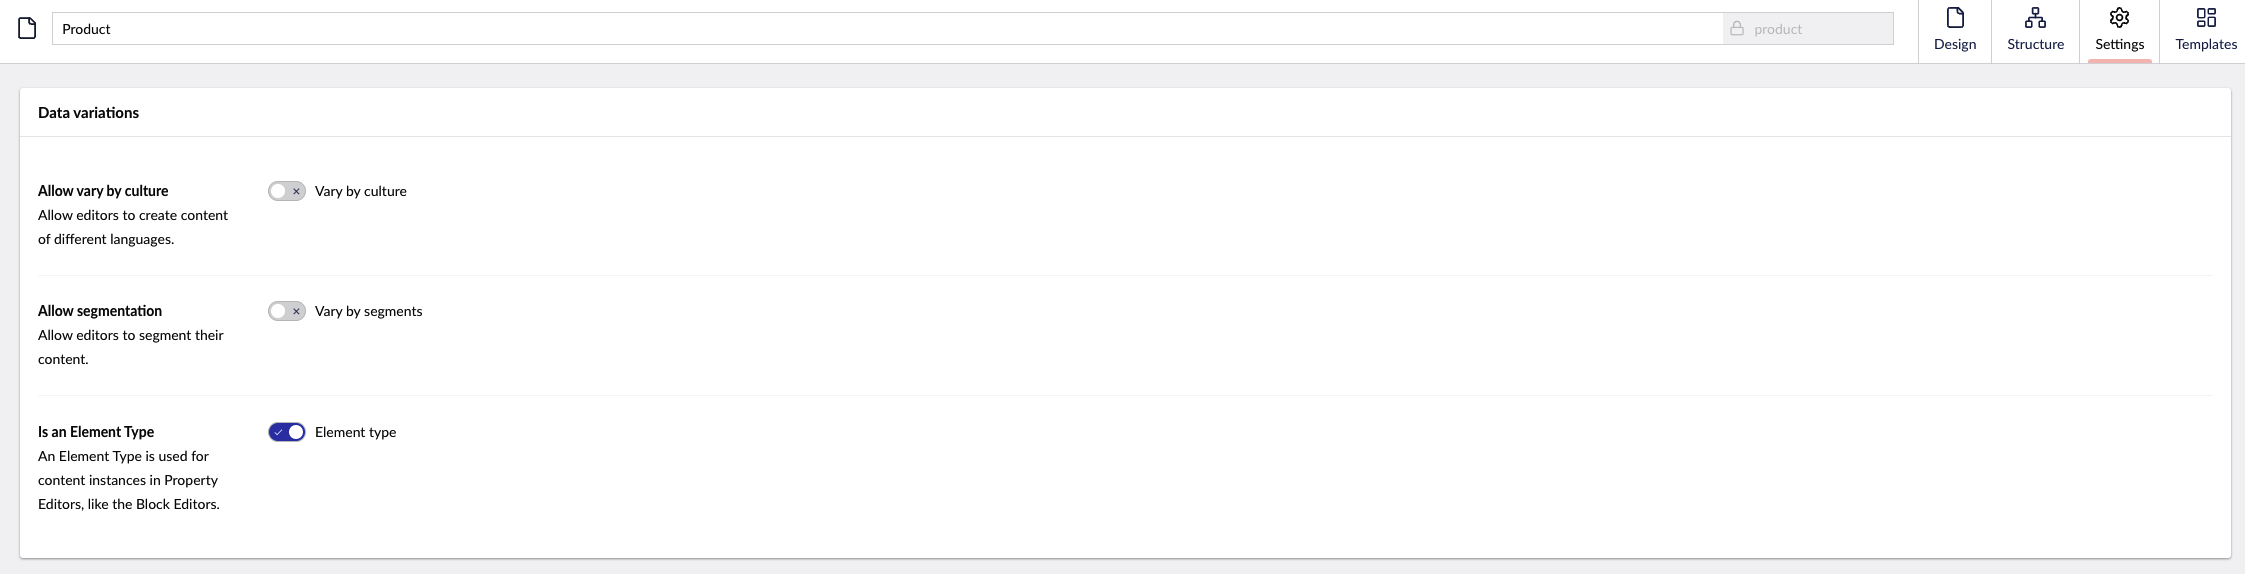 Product
product
Design
Structure
Settings
Templates
Data variations
Allow vary by culture
Allow editors to create content
of different languages.
Vary by culture
Allow segmentation
Allow editors to segment their
content.
Vary by segments
Is an Element Type
An Element Type is used for
content instances in Property
Editors, like the Block Editors.
Element type